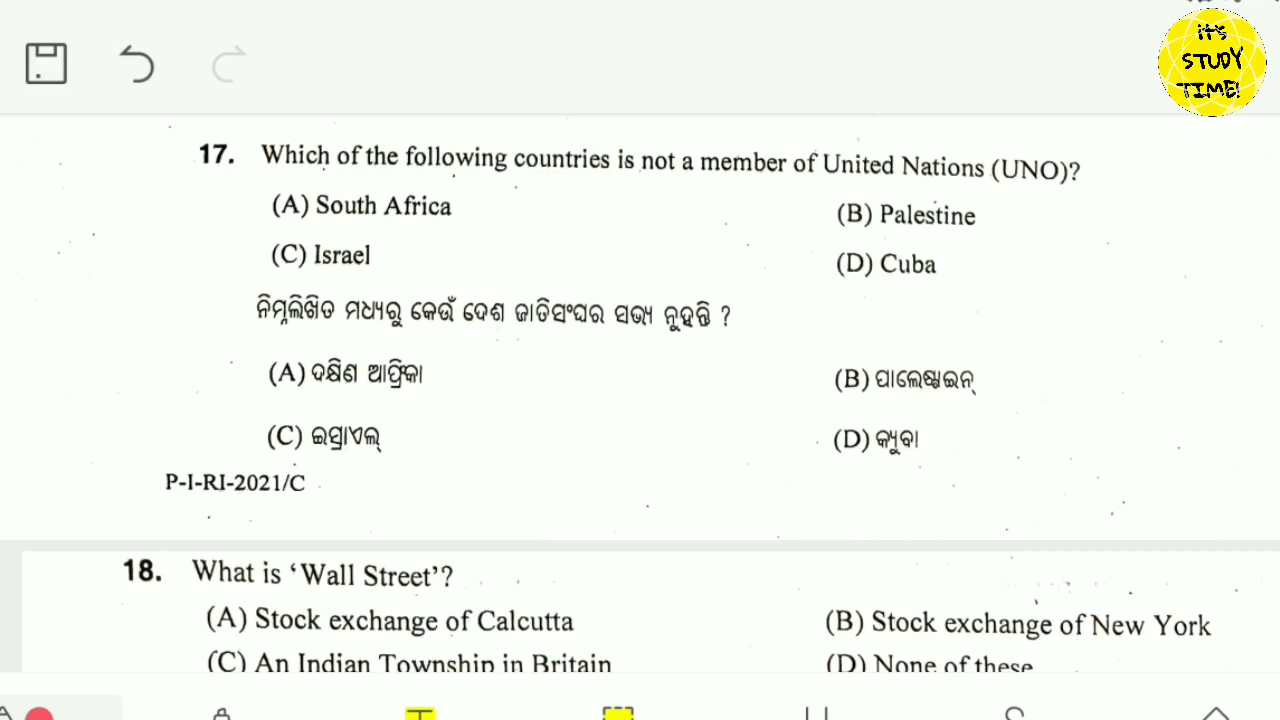 its
STUDY
TIME!
17. Which of the following countries is not a member of United Nations (UNO)?
(A) South Africa (B) Palestine
(C) Israel (D) Cuba
ନିମ୍ନଲିଖିତ ମଧ୍ୟରୁ କେଉଁ ଦେଶ ଜାତିସଂଘର ସଭ୍ୟ ନୁହନ୍ତି ?
(A) ଦକ୍ଷିଣ ଆଫ୍ରିକା (B) ପାଲେଷ୍ଟାଇନ୍
(C) ଇସ୍ରାଏଲ୍ (D) କ୍ୟୁବା
P-I-RI-2021/C
18. What is ‘Wall Street’?
(A) Stock exchange of Calcutta (B) Stock exchange of New York
(C) An Indian Township in Britain (D) None of these